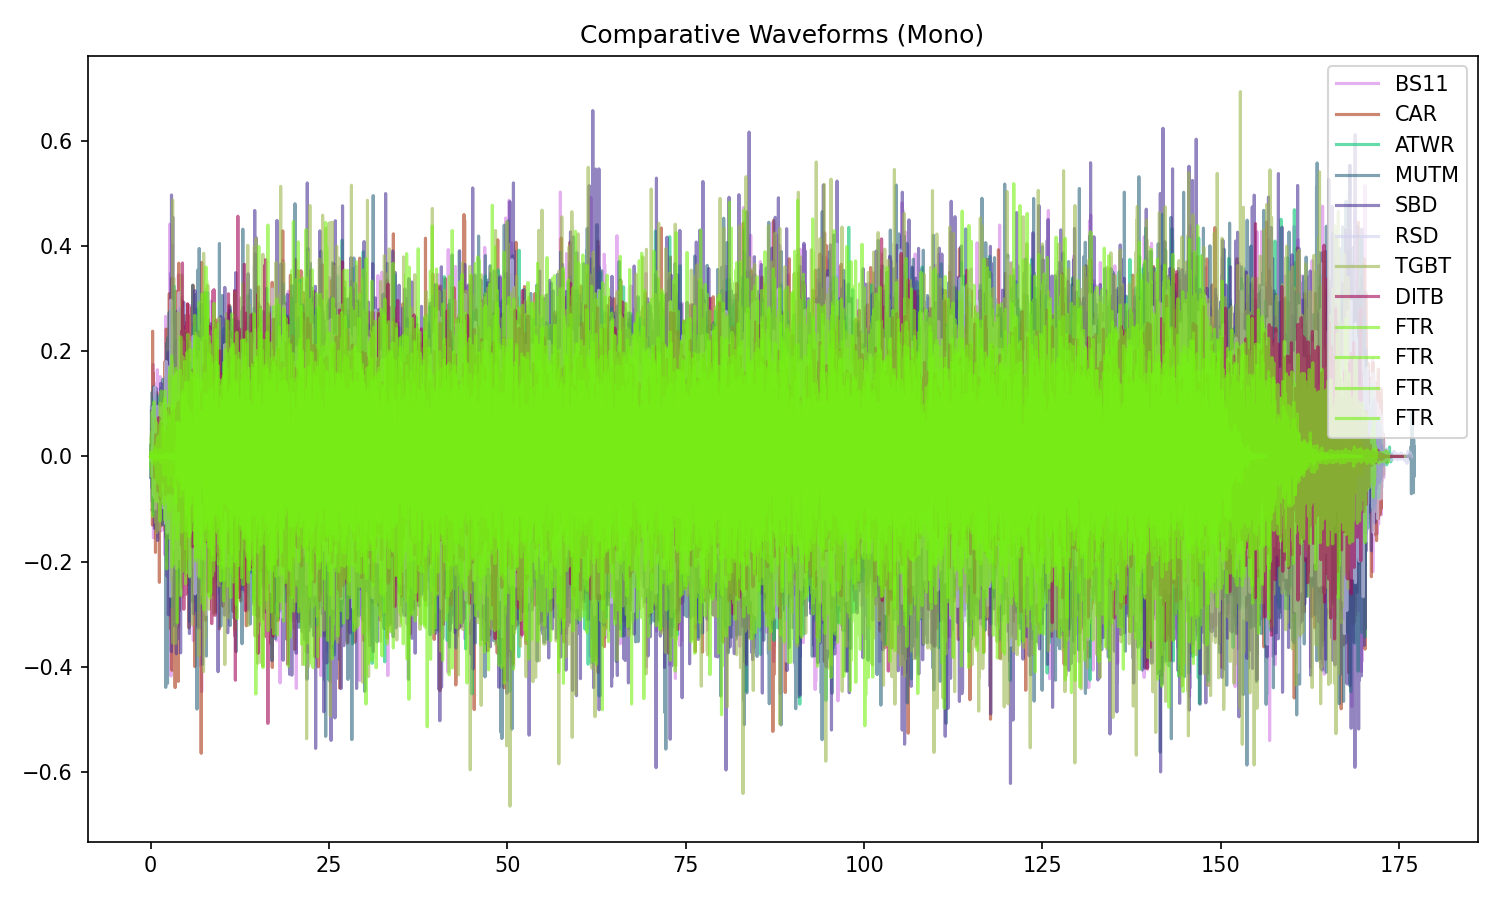 Comparative Waveforms (Mono)
BS11
CAR
ATWR
MUTM
SBD
RSD
TGBT
DITB
FTR
FTR
FTR
FTR
0.6
0.4
0.2
0.0
−0.2
−0.4
−0.6
0 25 50 75 100 125 150 175